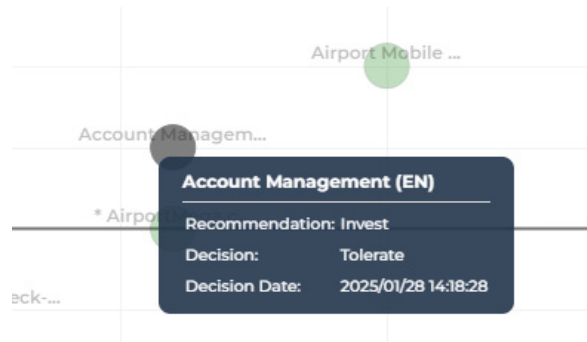 Airport Mobile ...
Account Managem...
Account Management (EN)
Recommendation: Invest
* Airpo
Decision: Tolerate
Decision Date: 2025/01/28 14:18:28
eck-...